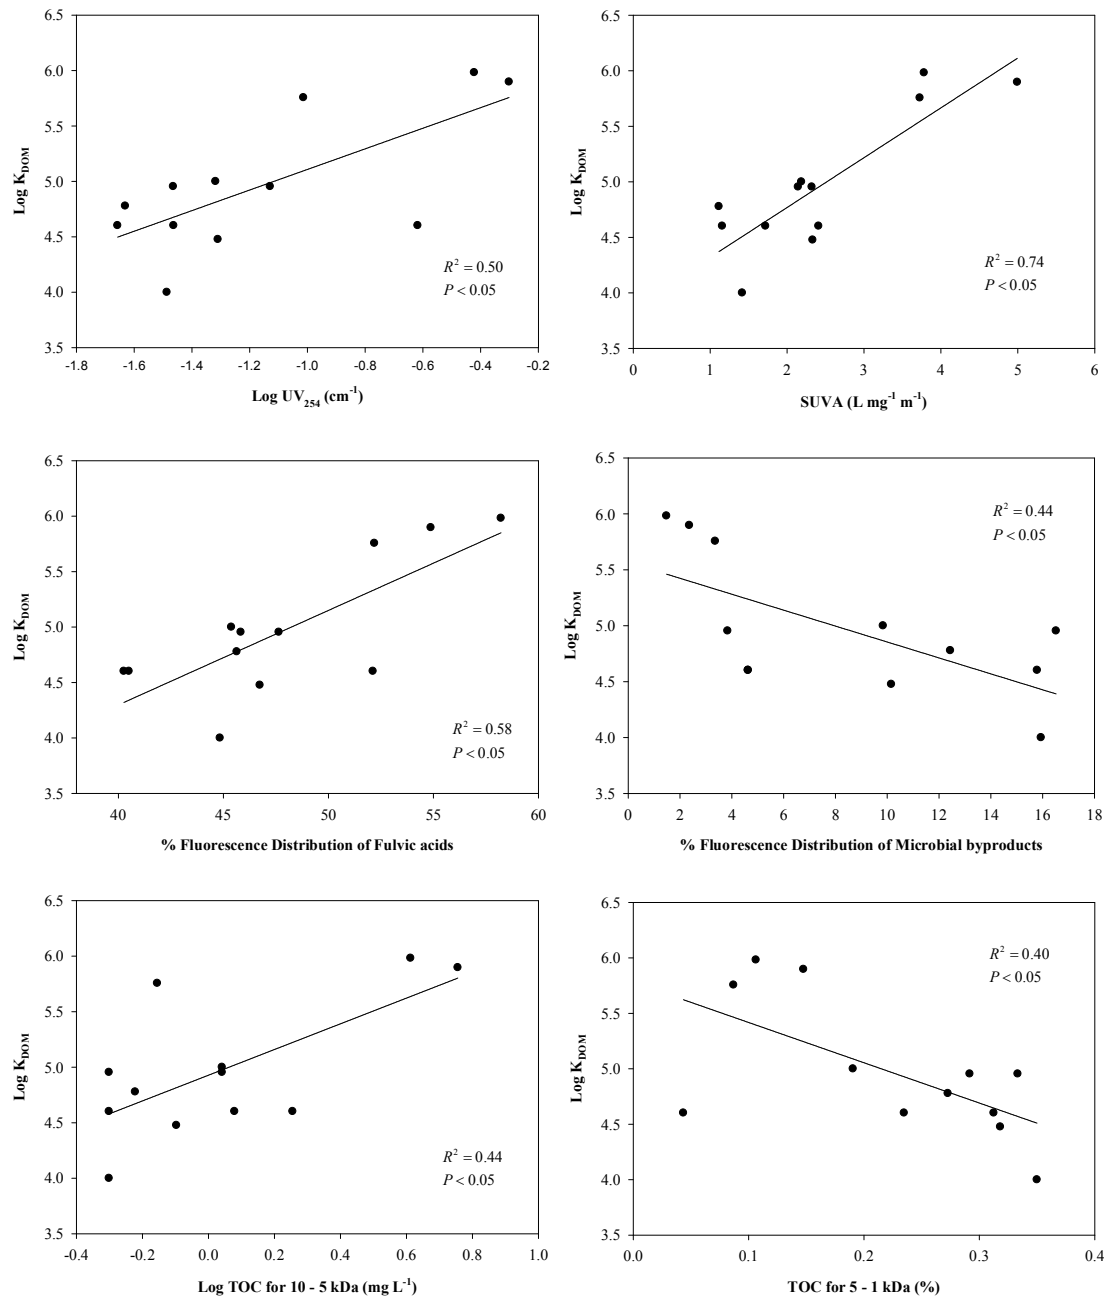 6.5
6.0
5.5
5.0
4.5
4.0
3.5
Log K_DOM
R² = 0.50
P < 0.05
-1.8 -1.6 -1.4 -1.2 -1.0 -0.8 -0.6 -0.4 -0.2
Log UV₂₅₄ (cm⁻¹)
6.5
6.0
5.5
5.0
4.5
4.0
3.5
Log K_DOM
R² = 0.74
P < 0.05
0 1 2 3 4 5 6
SUVA (L mg⁻¹ m⁻¹)
6.5
6.0
5.5
5.0
4.5
4.0
3.5
Log K_DOM
R² = 0.58
P < 0.05
40 45 50 55 60
% Fluorescence Distribution of Fulvic acids
6.5
6.0
5.5
5.0
4.5
4.0
3.5
Log K_DOM
R² = 0.44
P < 0.05
0 2 4 6 8 10 12 14 16 18
% Fluorescence Distribution of Microbial byproducts
6.5
6.0
5.5
5.0
4.5
4.0
3.5
Log K_DOM
R² = 0.44
P < 0.05
-0.4 -0.2 0.0 0.2 0.4 0.6 0.8 1.0
Log TOC for 10 - 5 kDa (mg L⁻¹)
6.5
6.0
5.5
5.0
4.5
4.0
3.5
Log K_DOM
R² = 0.40
P < 0.05
0.0 0.1 0.2 0.3 0.4
TOC for 5 - 1 kDa (%)